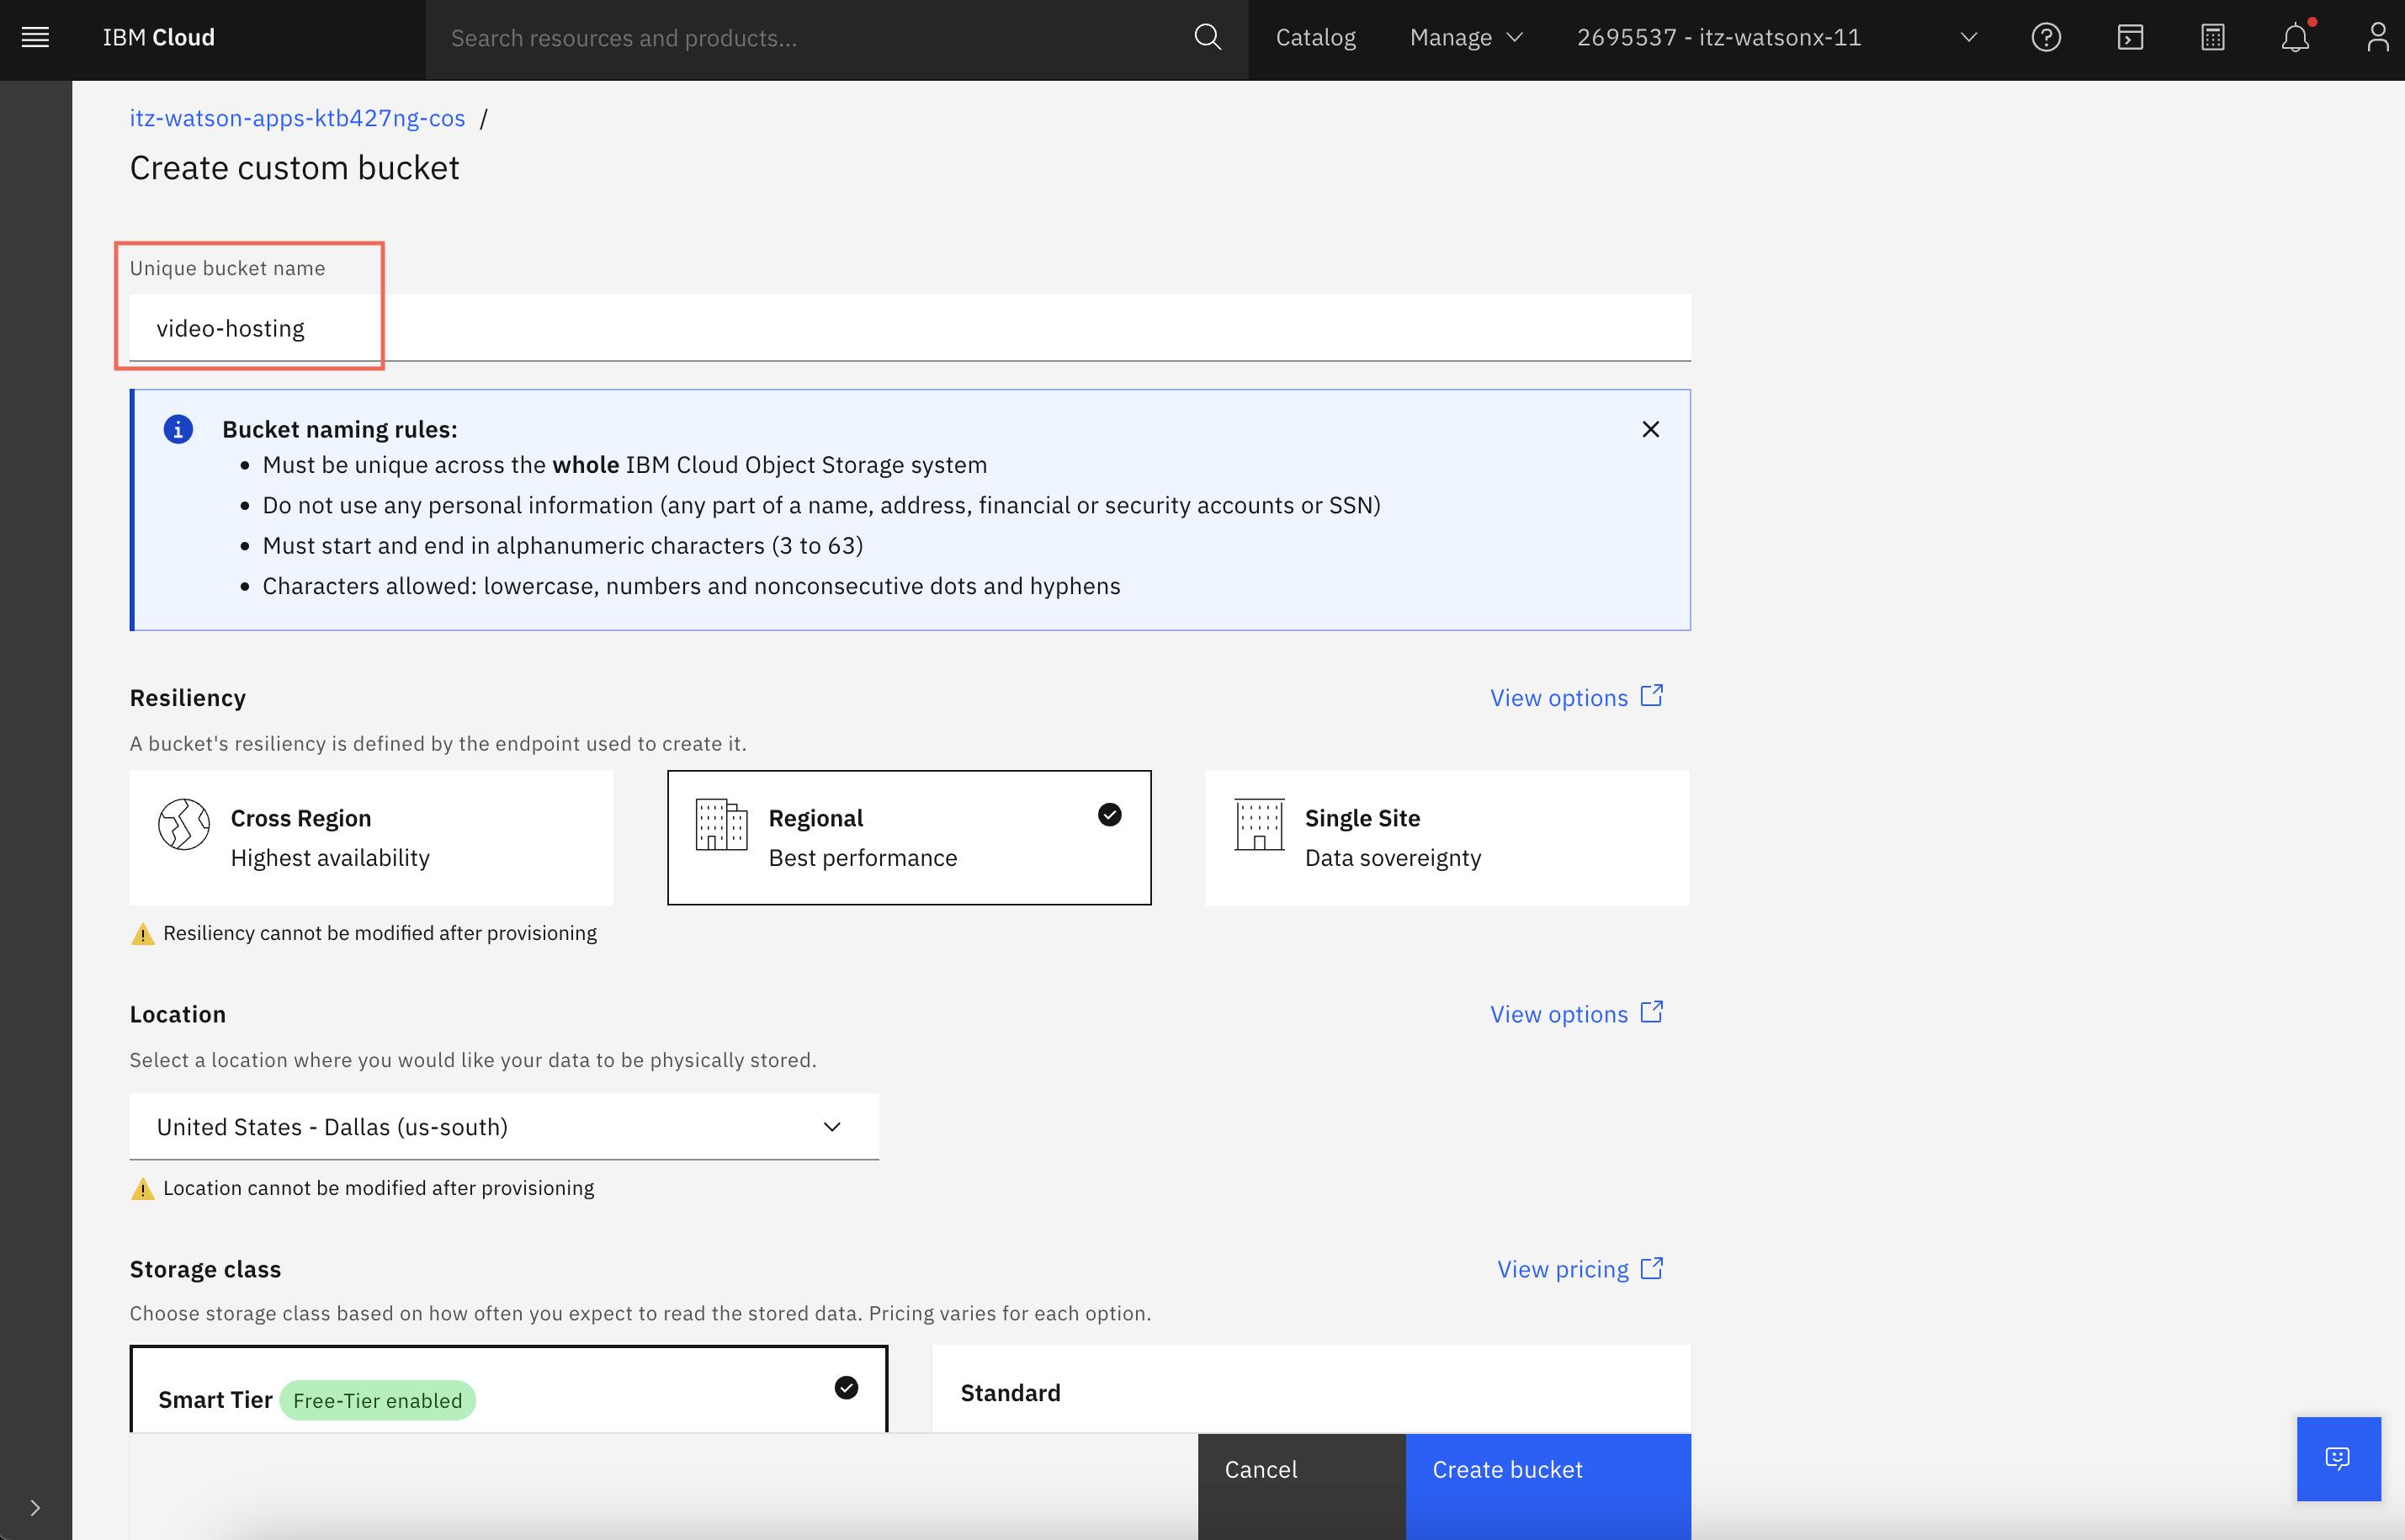 IBM Cloud
Search resources and products...
Catalog
Manage
2695537 - itz-watsonx-11
itz-watson-apps-ktb427ng-cos /
Create custom bucket
Unique bucket name
video-hosting
Bucket naming rules:
• Must be unique across the whole IBM Cloud Object Storage system
• Do not use any personal information (any part of a name, address, financial or security accounts or SSN)
• Must start and end in alphanumeric characters (3 to 63)
• Characters allowed: lowercase, numbers and nonconsecutive dots and hyphens
Resiliency
View options
A bucket's resiliency is defined by the endpoint used to create it.
Cross Region
Highest availability
Regional
Best performance
Single Site
Data sovereignty
Resiliency cannot be modified after provisioning
Location
View options
Select a location where you would like your data to be physically stored.
United States - Dallas (us-south)
Location cannot be modified after provisioning
Storage class
View pricing
Choose storage class based on how often you expect to read the stored data. Pricing varies for each option.
Smart Tier Free-Tier enabled
Standard
Cancel
Create bucket